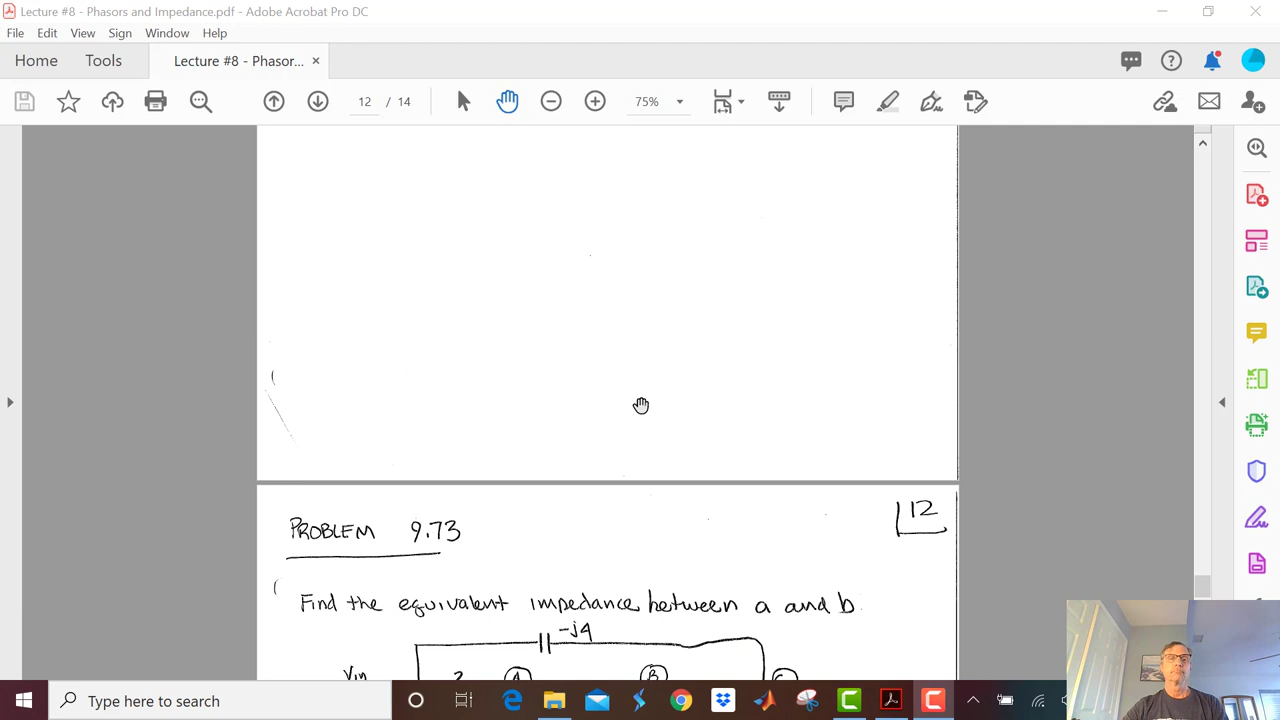 Lecture #8 - Phasors and Impedance.pdf - Adobe Acrobat Pro DC
File Edit View Sign Window Help
Home Tools Lecture #8 - Phasor... ×
12 / 14 75%
PROBLEM 9.73
12
Find the equivalent impedance between a and b
-j4
Vin 2 A B C
Type here to search